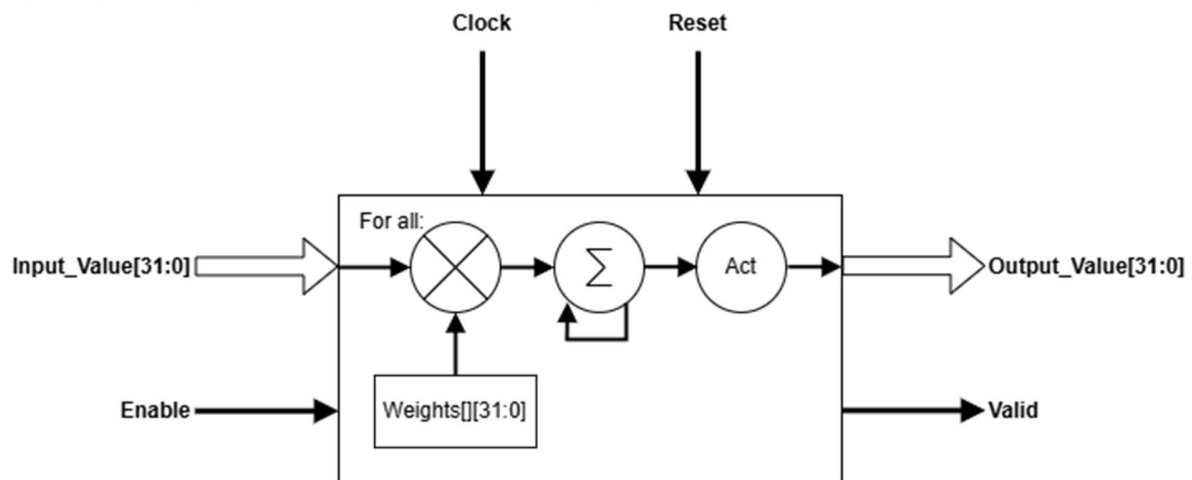 Clock
Reset
For all:
Input_Value[31:0]
Σ
Act
Output_Value[31:0]
Enable
Weights[][31:0]
Valid